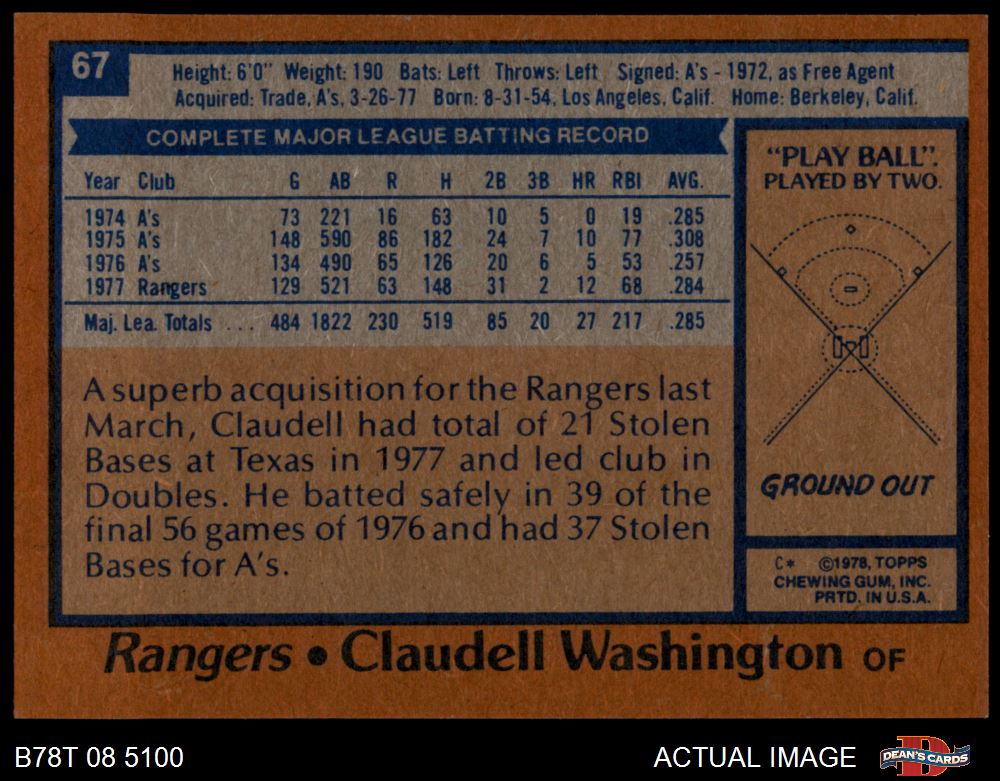 67
Height: 6'0" Weight: 190 Bats: Left Throws: Left Signed: A's - 1972, as Free Agent
Acquired: Trade, A's, 3-26-77 Born: 8-31-54, Los Angeles, Calif. Home: Berkeley, Calif.
COMPLETE MAJOR LEAGUE BATTING RECORD
Year Club G AB R H 2B 3B HR RBI AVG.
1974 A's 73 221 16 63 10 5 0 19 .285
1975 A's 148 590 86 182 24 7 10 77 .308
1976 A's 134 490 65 126 20 6 5 53 .257
1977 Rangers 129 521 63 148 31 2 12 68 .284
Maj. Lea. Totals ... 484 1822 230 519 85 20 27 217 .285
A superb acquisition for the Rangers last
March, Claudell had total of 21 Stolen
Bases at Texas in 1977 and led club in
Doubles. He batted safely in 39 of the
final 56 games of 1976 and had 37 Stolen
Bases for A's.
"PLAY BALL".
PLAYED BY TWO.
GROUND OUT
C* ©1978, TOPPS
CHEWING GUM, INC.
PRTD. IN U.S.A.
Rangers • Claudell Washington OF
B78T 08 5100
ACTUAL IMAGE
D
DEAN'S CARDS